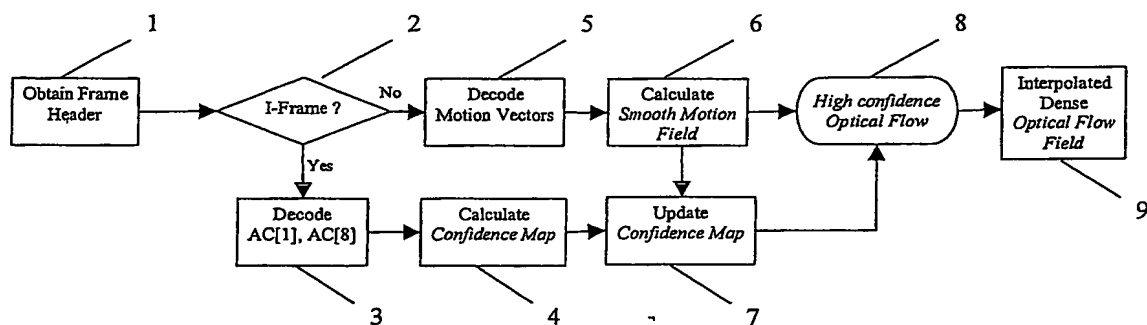 1
2
5
6
8
Obtain Frame
Header
I-Frame ?
No
Decode
Motion Vectors
Calculate
Smooth Motion
Field
High confidence
Optical Flow
Interpolated
Dense
Optical Flow
Field
Yes
Decode
AC[1], AC[8]
Calculate
Confidence Map
Update
Confidence Map
9
3
4
7